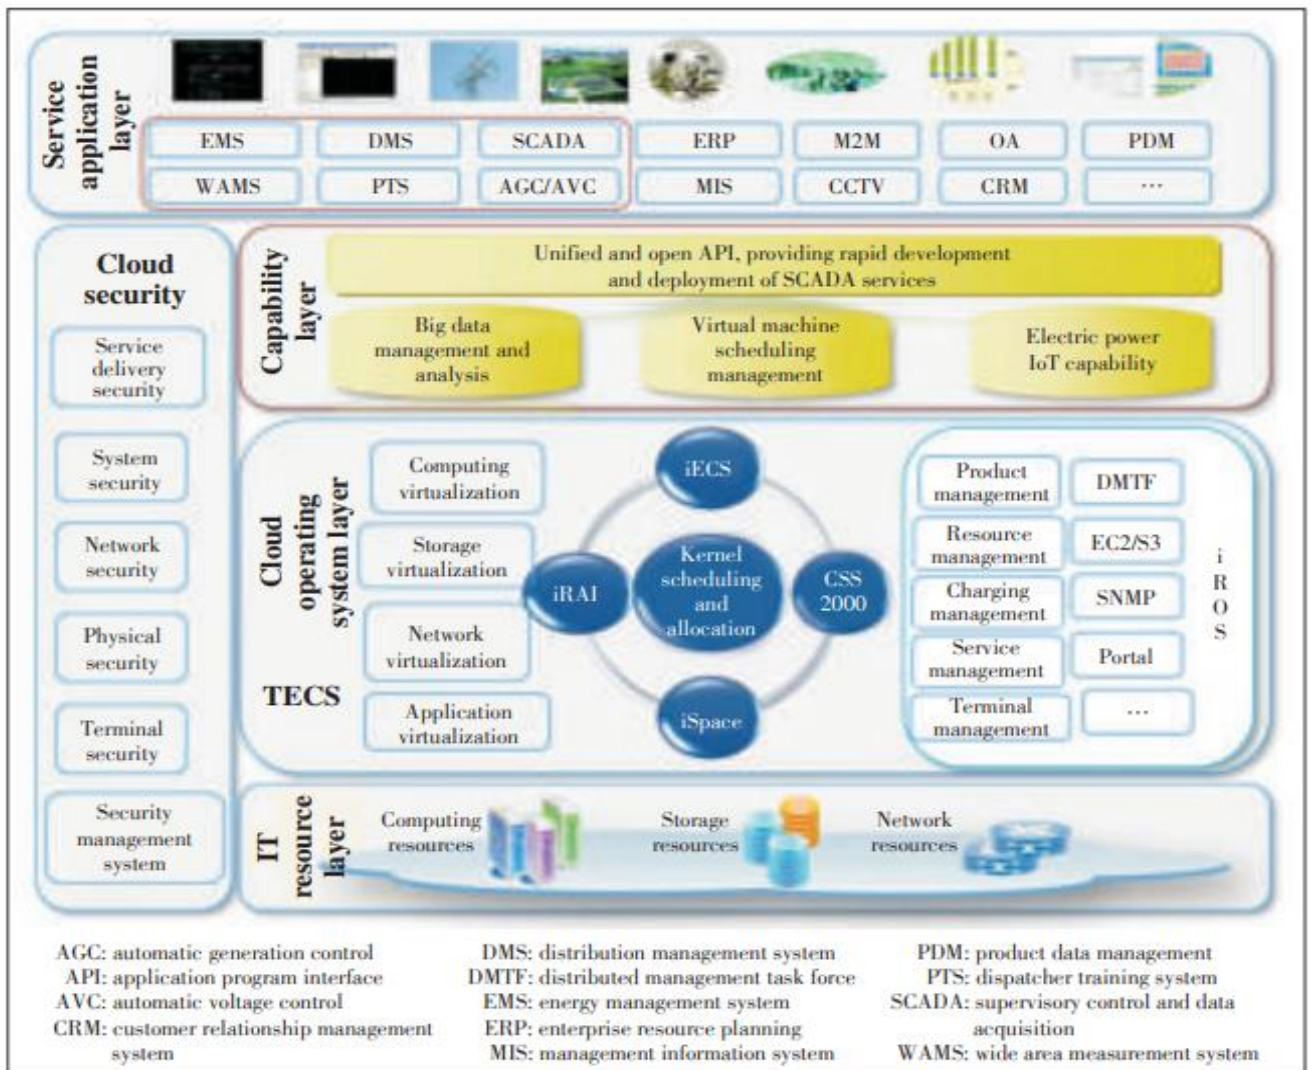 Service
application
layer
EMS DMS SCADA ERP M2M OA PDM
WAMS PTS AGC/AVC MIS CCTV CRM ...
Cloud
security
Service
delivery
security
System
security
Network
security
Physical
security
Terminal
security
Security
management
system
Capability
layer
Unified and open API, providing rapid development
and deployment of SCADA services
Big data
management and
analysis
Virtual machine
scheduling
management
Electric power
IoT capability
Cloud
operating
system layer
TECS
Computing
virtualization
Storage
virtualization
Network
virtualization
Application
virtualization
iECS
iRAI
Kernel
scheduling
and
allocation
CSS
2000
iSpace
Product
management
DMTF
Resource
management
EC2/S3
Charging
management
SNMP
Service
management
Portal
Terminal
management
...
i
R
O
S
IT
resource
layer
Computing
resources
Storage
resources
Network
resources
AGC: automatic generation control
API: application program interface
AVC: automatic voltage control
CRM: customer relationship management
system
DMS: distribution management system
DMTF: distributed management task force
EMS: energy management system
ERP: enterprise resource planning
MIS: management information system
PDM: product data management
PTS: dispatcher training system
SCADA: supervisory control and data
acquisition
WAMS: wide area measurement system